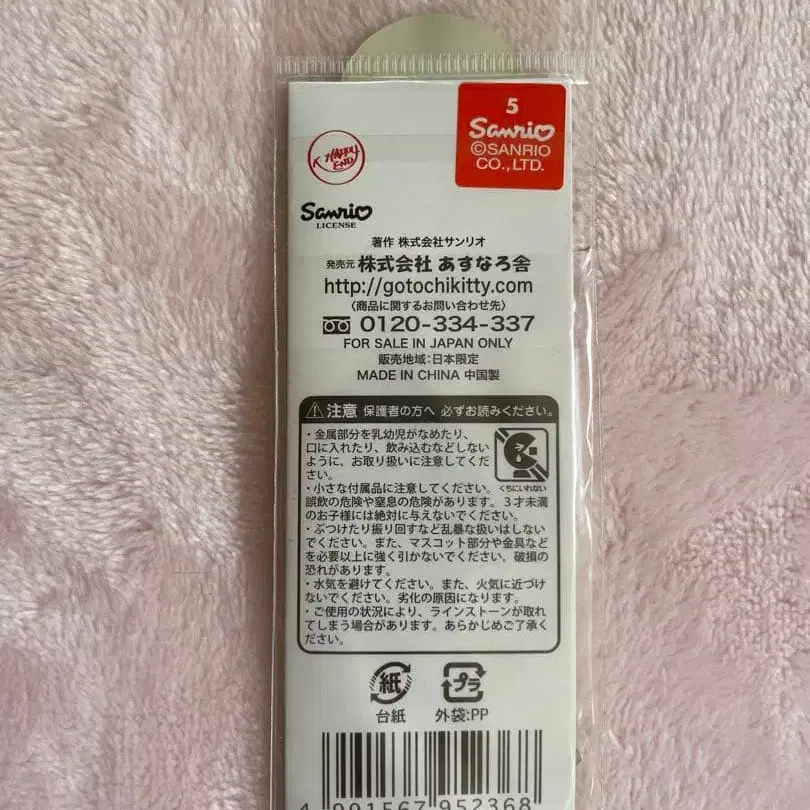 5
Sanrio
©SANRIO
CO., LTD.
HAPPY
END
Sanrio
LICENSE
著作 株式会社サンリオ
発売元 株式会社 あすなろ舎
http://gotochikitty.com
〈商品に関するお問い合わせ先〉
0120-334-337
FOR SALE IN JAPAN ONLY
販売地域:日本限定
MADE IN CHINA 中国製
注意 保護者の方へ 必ずお読みください。
・金属部分を乳幼児がなめたり、
口に入れたり、飲み込むなどしない
ように、お取り扱いに注意してくだ
さい。
くちにいれない
・小さな付属品に注意してください。
誤飲の危険や窒息の危険があります。3才未満
のお子様には絶対に与えないでください。
・ぶつけたり振り回すなど乱暴な扱いはしない
でください。また、マスコット部分や金具など
を必要以上に強く引かないでください。破損の
恐れがあります。
・水気を避けてください。また、火気に近づけ
ないでください。劣化の原因になります。
・ご使用の状況により、ラインストーンが取れ
てしまう場合があります。あらかじめご了承く
ださい。
紙 プラ
台紙 外袋:PP
4 991567 952368